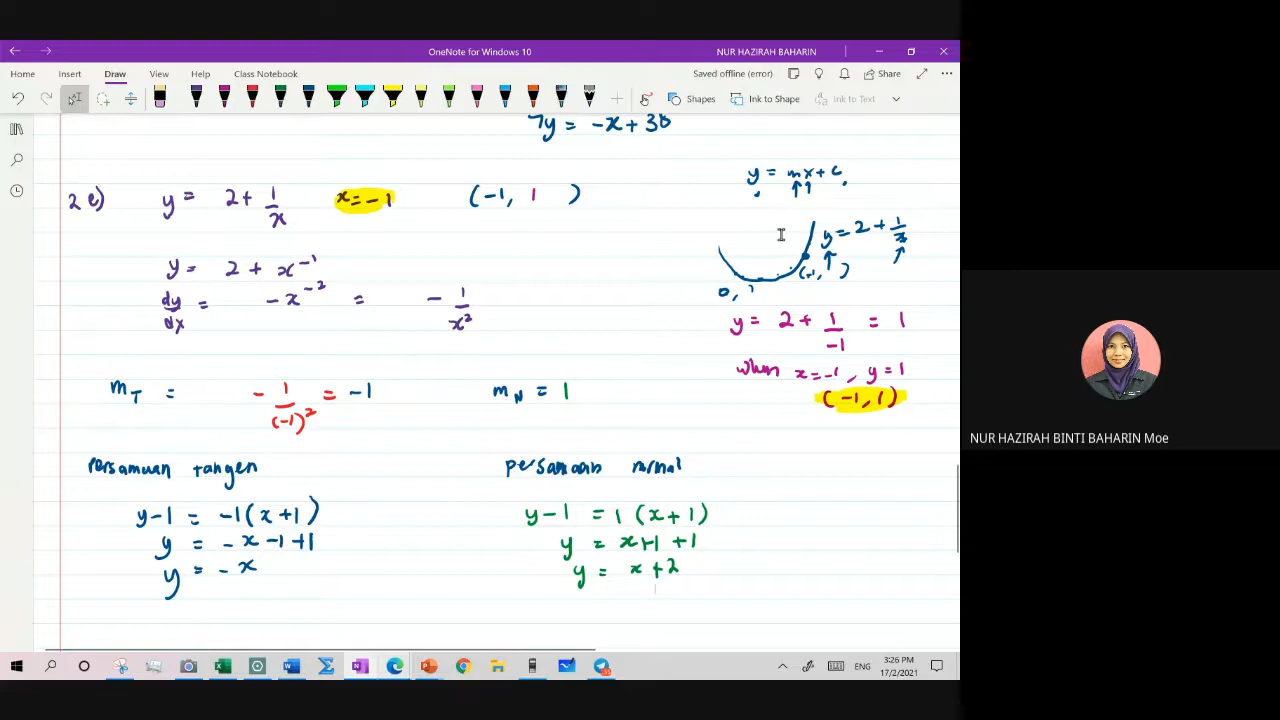 OneNote for Windows 10
NUR HAZIRAH BAHARIN
Home Insert Draw View Help Class Notebook
Saved offline (error)
Share
Shapes
Ink to Shape
Ink to Text
y = -x + 38
y = mx + c
2 e) y = 2 + 1/x x = -1 (-1, 1 )
y = 2 + 1/x
(-1, )
0,
y = 2 + x⁻¹
dy/dx = -x⁻² = - 1/x²
y = 2 + 1/-1 = 1
when x = -1, y = 1
(-1, 1)
m_T = - 1/(-1)² = -1
m_N = 1
Persamaan tangen
y-1 = -1(x+1)
y = -x-1+1
y = -x
persamaan normal
y-1 = 1 (x+1)
y = x+1 +1
y = x+2
NUR HAZIRAH BINTI BAHARIN Moe
ENG
3:26 PM
17/2/2021